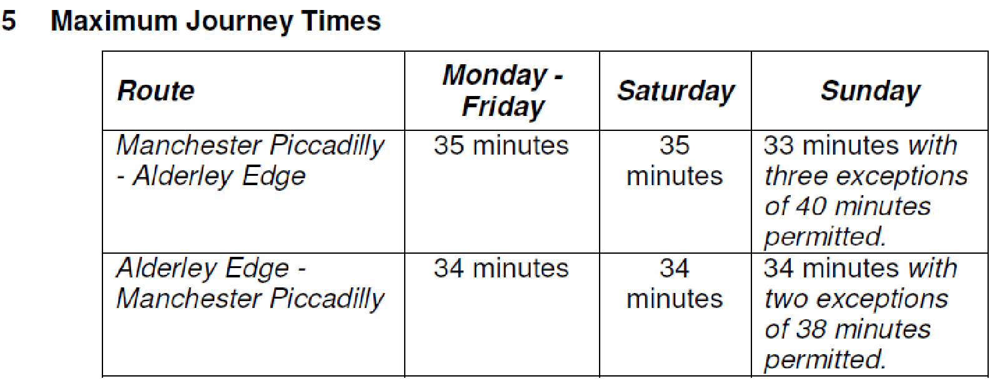 5 Maximum Journey Times
Route
Monday -
Friday
Saturday
Sunday
Manchester Piccadilly
- Alderley Edge
35 minutes
35
minutes
33 minutes with
three exceptions
of 40 minutes
permitted.
Alderley Edge -
Manchester Piccadilly
34 minutes
34
minutes
34 minutes with
two exceptions
of 38 minutes
permitted.